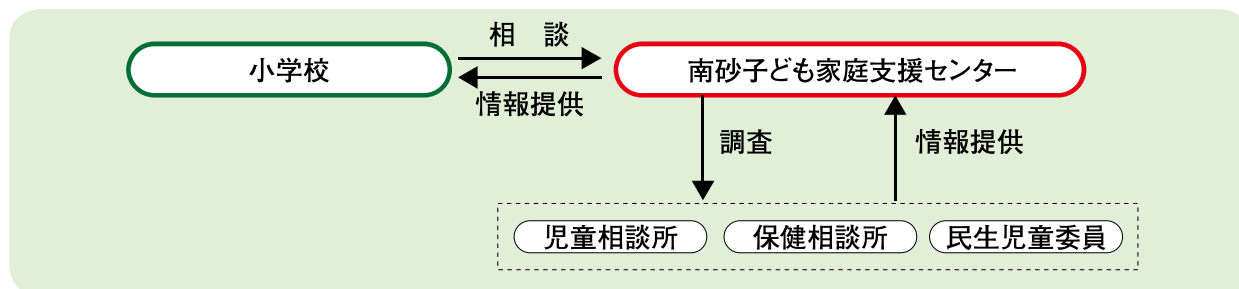 相　談
小学校
南砂子ども家庭支援センター
情報提供
調査
情報提供
児童相談所
保健相談所
民生児童委員